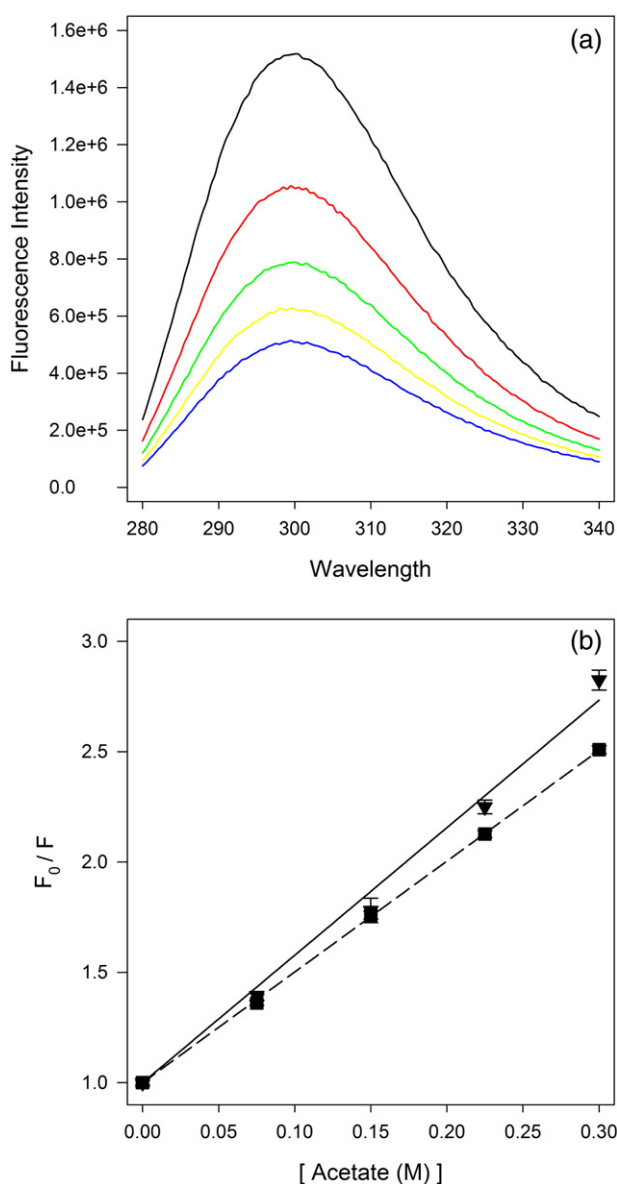 (a)
1.6e+6
1.4e+6
1.2e+6
1.0e+6
8.0e+5
6.0e+5
4.0e+5
2.0e+5
0.0
Fluorescence Intensity
280 290 300 310 320 330 340
Wavelength
(b)
3.0
2.5
2.0
1.5
1.0
F0 / F
0.00 0.05 0.10 0.15 0.20 0.25 0.30
[ Acetate (M) ]